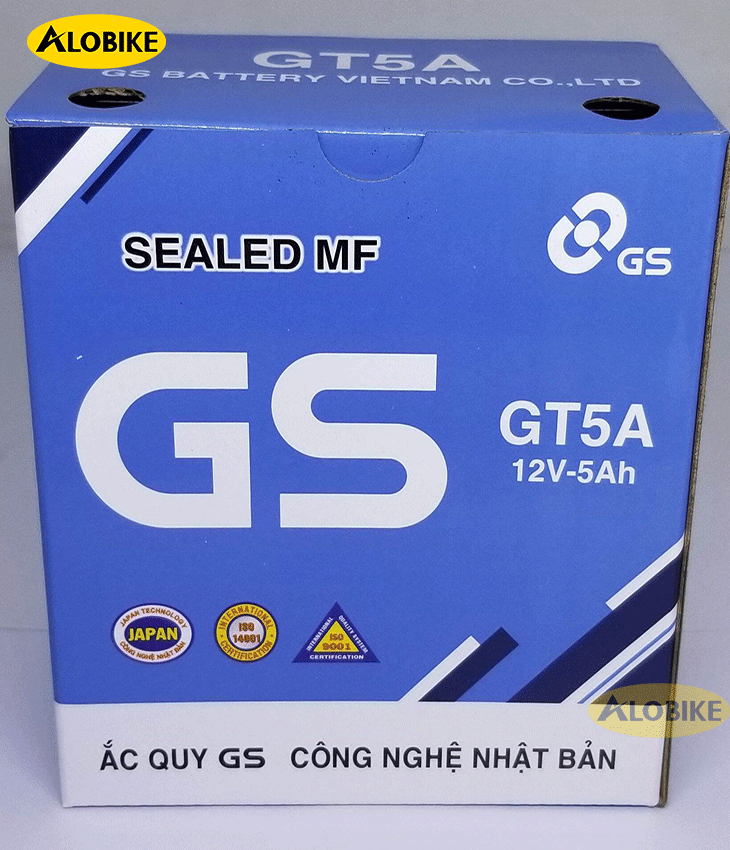 ALOBIKE
GT5A
GS BATTERY VIETNAM CO.,LTD
SEALED MF
GS
GS
GT5A
12V-5Ah
JAPAN TECHNOLOGY
JAPAN
CÔNG NGHỆ NHẬT BẢN
INTERNATIONAL
ISO
14001
CERTIFICATION
INTERNATIONAL QUALITY SYSTEM
ISO
9001
CERTIFICATION
ALOBIKE
ẮC QUY GS CÔNG NGHỆ NHẬT BẢN